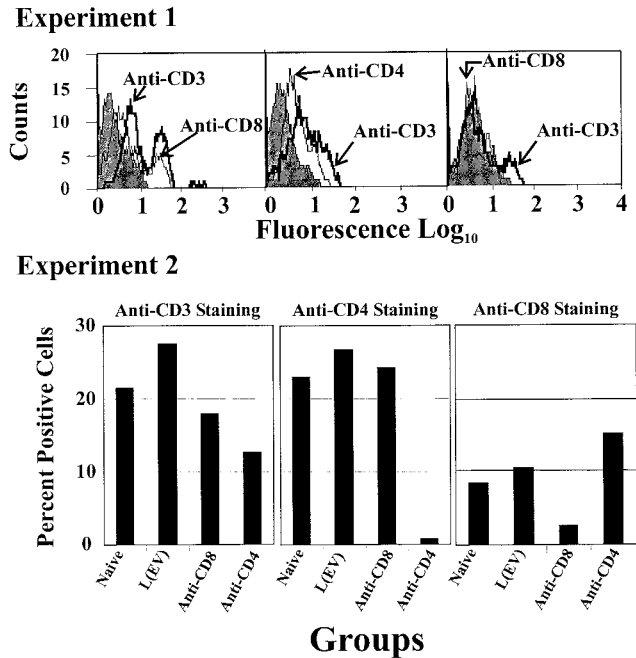 Experiment 1
20
15
10
5
0
Counts
Anti-CD3
Anti-CD8
Anti-CD4
Anti-CD3
Anti-CD8
Anti-CD3
0 1 2 3 0 1 2 3 0 1 2 3 4
Fluorescence Log10
Experiment 2
Anti-CD3 Staining Anti-CD4 Staining Anti-CD8 Staining
30
20
10
0
Percent Positive Cells
Naive L(EV) Anti-CD8 Anti-CD4 Naive L(EV) Anti-CD8 Anti-CD4 Naive L(EV) Anti-CD8 Anti-CD4
Groups